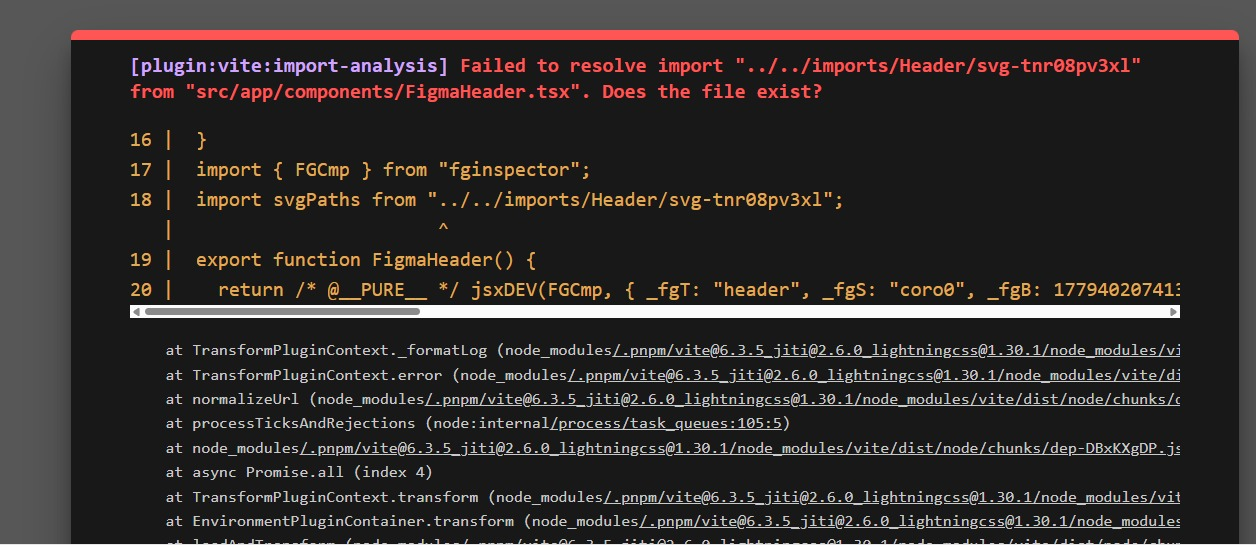 [plugin:vite:import-analysis] Failed to resolve import "../../imports/Header/svg-tnr08pv3xl"
from "src/app/components/FigmaHeader.tsx". Does the file exist?
16 |  }
17 |  import { FGCmp } from "fginspector";
18 |  import svgPaths from "../../imports/Header/svg-tnr08pv3xl";
   |                        ^
19 |  export function FigmaHeader() {
20 |    return /* @__PURE__ */ jsxDEV(FGCmp, { _fgT: "header", _fgS: "coro0", _fgB: 177940207413
at TransformPluginContext._formatLog (node_modules/.pnpm/vite@6.3.5_jiti@2.6.0_lightningcss@1.30.1/node_modules/vi
at TransformPluginContext.error (node_modules/.pnpm/vite@6.3.5_jiti@2.6.0_lightningcss@1.30.1/node_modules/vite/di
at normalizeUrl (node_modules/.pnpm/vite@6.3.5_jiti@2.6.0_lightningcss@1.30.1/node_modules/vite/dist/node/chunks/d
at processTicksAndRejections (node:internal/process/task_queues:105:5)
at node_modules/.pnpm/vite@6.3.5_jiti@2.6.0_lightningcss@1.30.1/node_modules/vite/dist/node/chunks/dep-DBxKXgDP.js
at async Promise.all (index 4)
at TransformPluginContext.transform (node_modules/.pnpm/vite@6.3.5_jiti@2.6.0_lightningcss@1.30.1/node_modules/vit
at EnvironmentPluginContainer.transform (node_modules/.pnpm/vite@6.3.5_jiti@2.6.0_lightningcss@1.30.1/node_modules